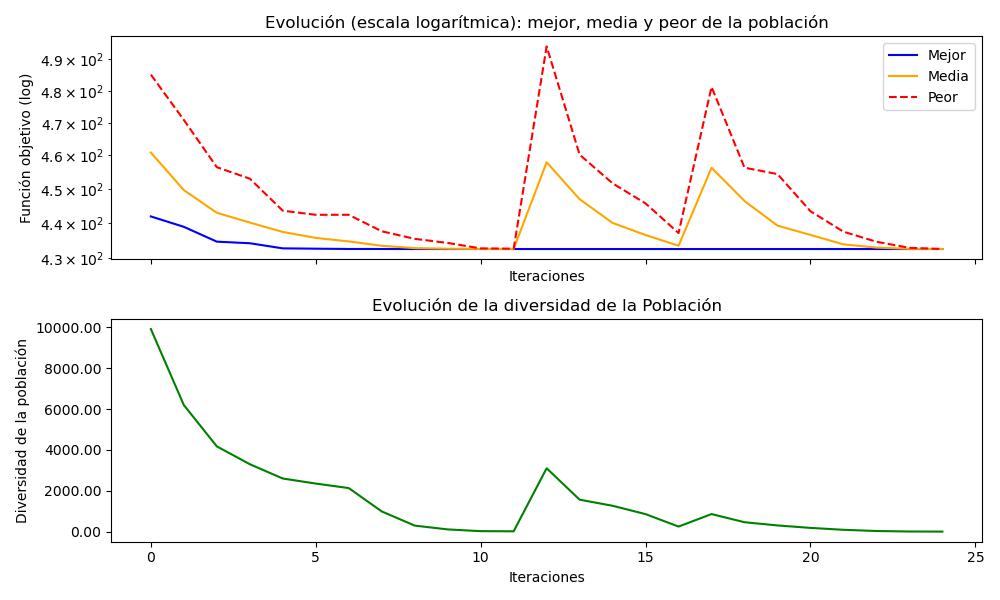 Evolución (escala logarítmica): mejor, media y peor de la población
Función objetivo (log)
4.9 × 10²
4.8 × 10²
4.7 × 10²
4.6 × 10²
4.5 × 10²
4.4 × 10²
4.3 × 10²
Mejor
Media
Peor
Iteraciones
Evolución de la diversidad de la Población
Diversidad de la población
10000.00
8000.00
6000.00
4000.00
2000.00
0.00
0 5 10 15 20 25
Iteraciones